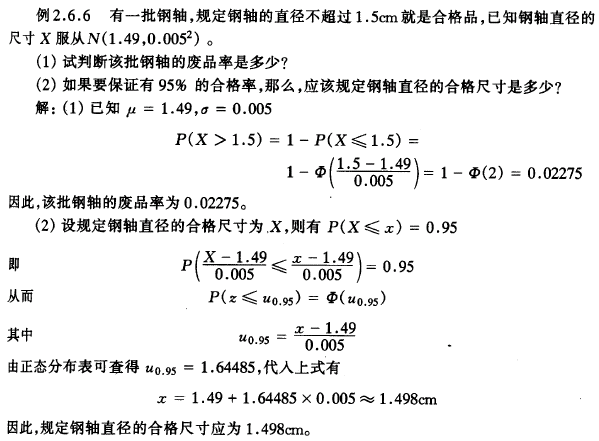 例2.6.6 有一批钢轴,规定钢轴的直径不超过1.5cm就是合格品,已知钢轴直径的
尺寸X服从N(1.49,0.005²)。
(1) 试判断该批钢轴的废品率是多少?
(2) 如果要保证有95% 的合格率,那么,应该规定钢轴直径的合格尺寸是多少?
解: (1) 已知 μ = 1.49,σ = 0.005
P(X > 1.5) = 1 - P(X ⩽ 1.5) =
1 - Φ((1.5 - 1.49)/0.005) = 1 - Φ(2) = 0.02275
因此,该批钢轴的废品率为0.02275。
(2) 设规定钢轴直径的合格尺寸为X,则有 P(X ⩽ x) = 0.95
即 P((X - 1.49)/0.005 ⩽ (x - 1.49)/0.005) = 0.95
从而 P(z ⩽ u₀.₉₅) = Φ(u₀.₉₅)
其中 u₀.₉₅ = (x - 1.49)/0.005
由正态分布表可查得 u₀.₉₅ = 1.64485,代入上式有
x = 1.49 + 1.64485 × 0.005 ≈ 1.498cm
因此,规定钢轴直径的合格尺寸应为1.498cm。